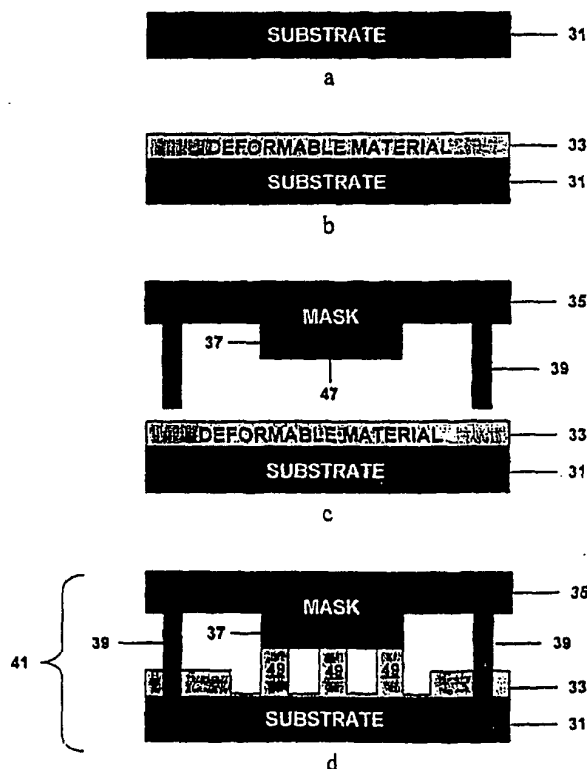 SUBSTRATE 31
a
DEFORMABLE MATERIAL 33
SUBSTRATE 31
b
MASK 35
37
47
39
DEFORMABLE MATERIAL 33
SUBSTRATE 31
c
MASK 35
39 37 39
41
49 49 49 33
SUBSTRATE 31
d